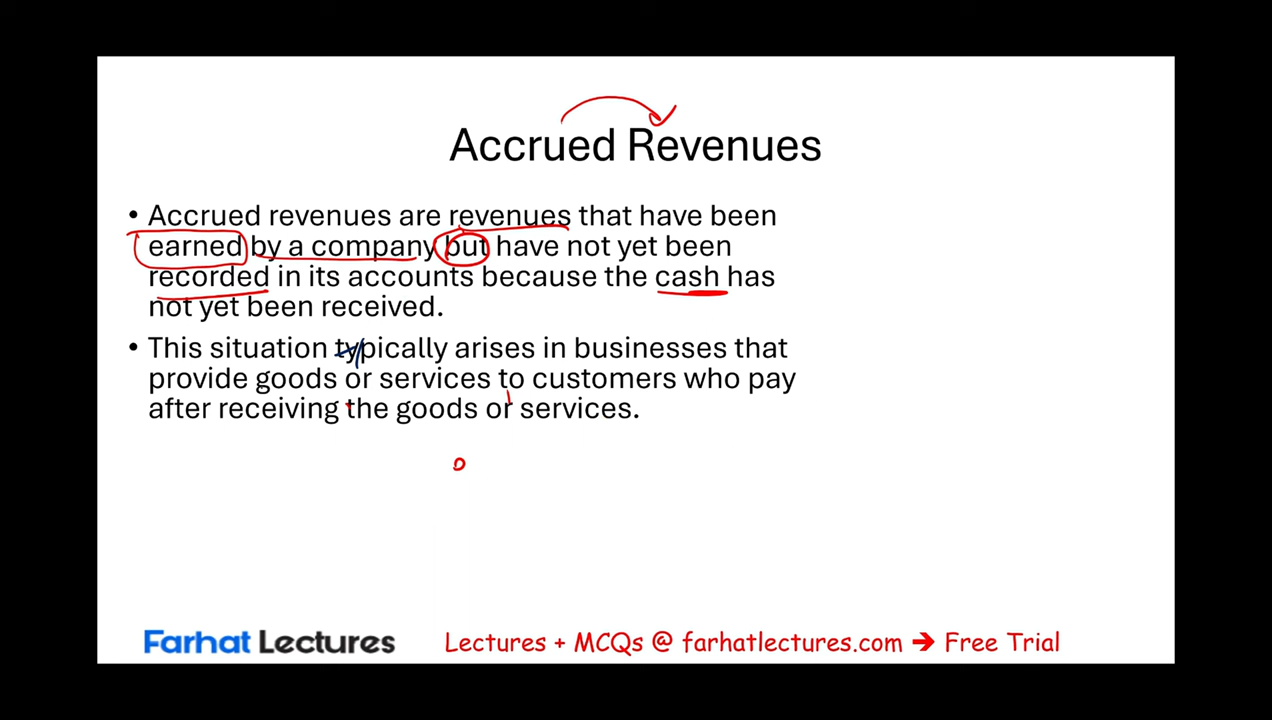 Accrued Revenues
• Accrued revenues are revenues that have been
earned by a company but have not yet been
recorded in its accounts because the cash has
not yet been received.
• This situation typically arises in businesses that
provide goods or services to customers who pay
after receiving the goods or services.
Farhat Lectures Lectures + MCQs @ farhatlectures.com → Free Trial